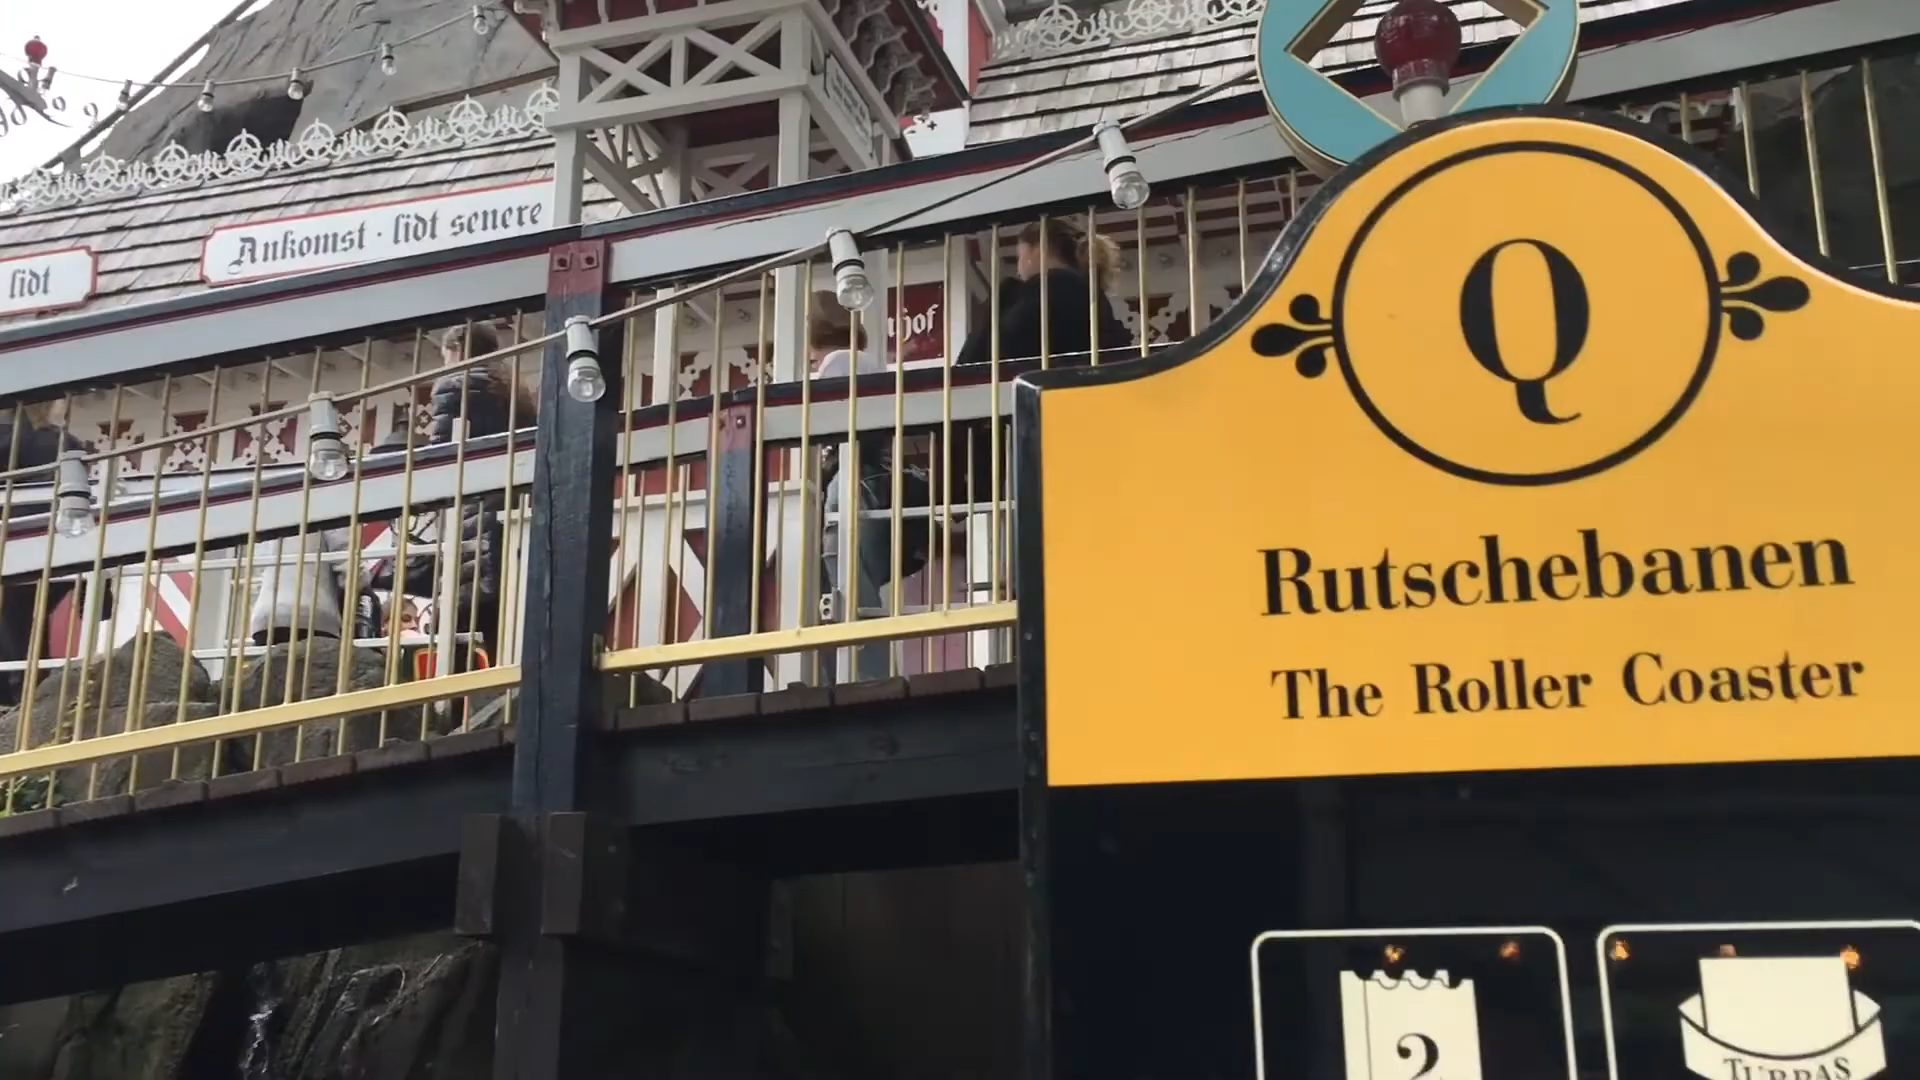 lidt
Ankomst · lidt senere
Q
Rutschebanen
The Roller Coaster
2
TURPAS